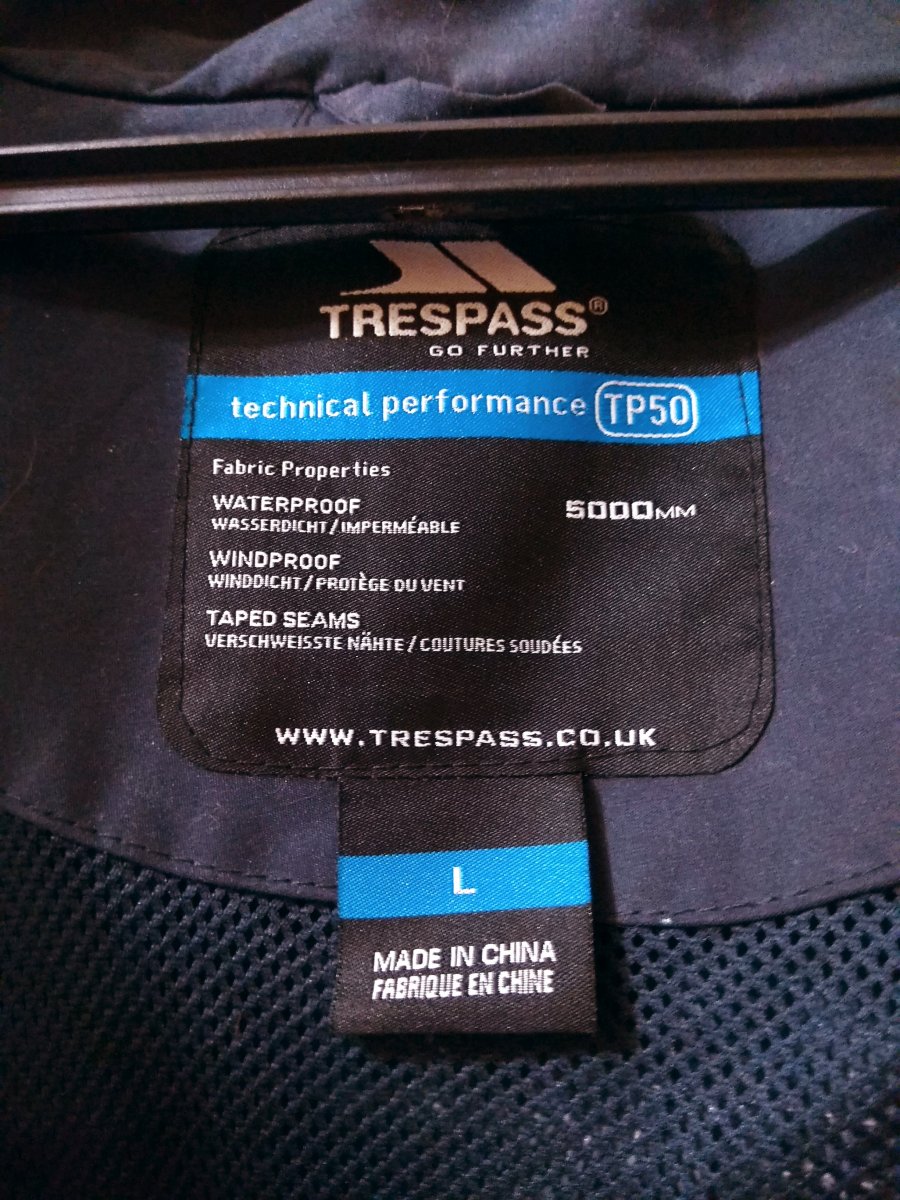 TRESPASS®
GO FURTHER
technical performance TP50
Fabric Properties
WATERPROOF 5000MM
WASSERDICHT/IMPERMÉABLE
WINDPROOF
WINDDICHT/PROTÈGE DU VENT
TAPED SEAMS
VERSCHWEISSTE NÄHTE/COUTURES SOUDÉES
WWW.TRESPASS.CO.UK
L
MADE IN CHINA
FABRIQUE EN CHINE